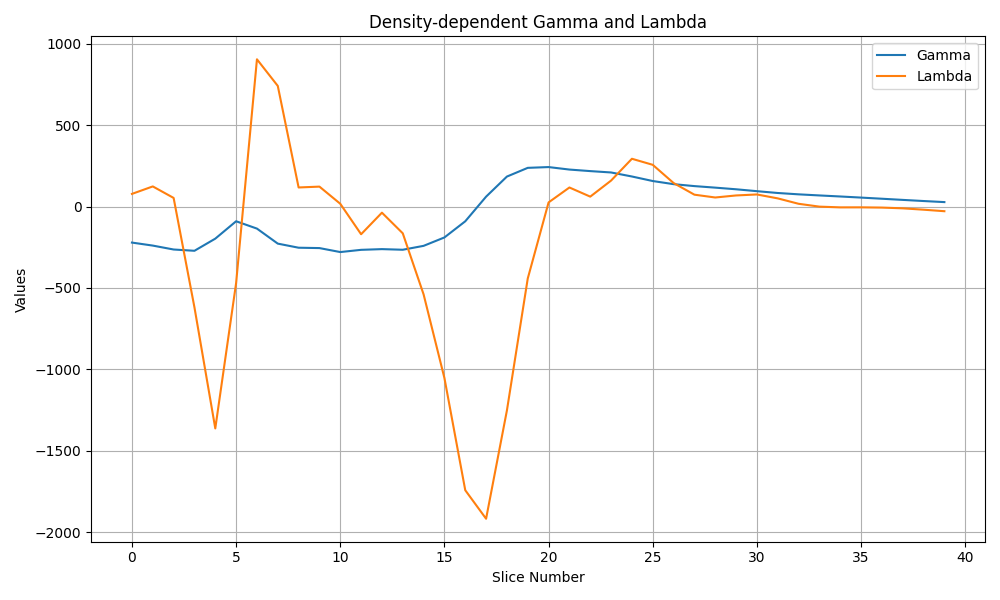 Density-dependent Gamma and Lambda
Gamma
Lambda
Values
1000
500
0
−500
−1000
−1500
−2000
0 5 10 15 20 25 30 35 40
Slice Number